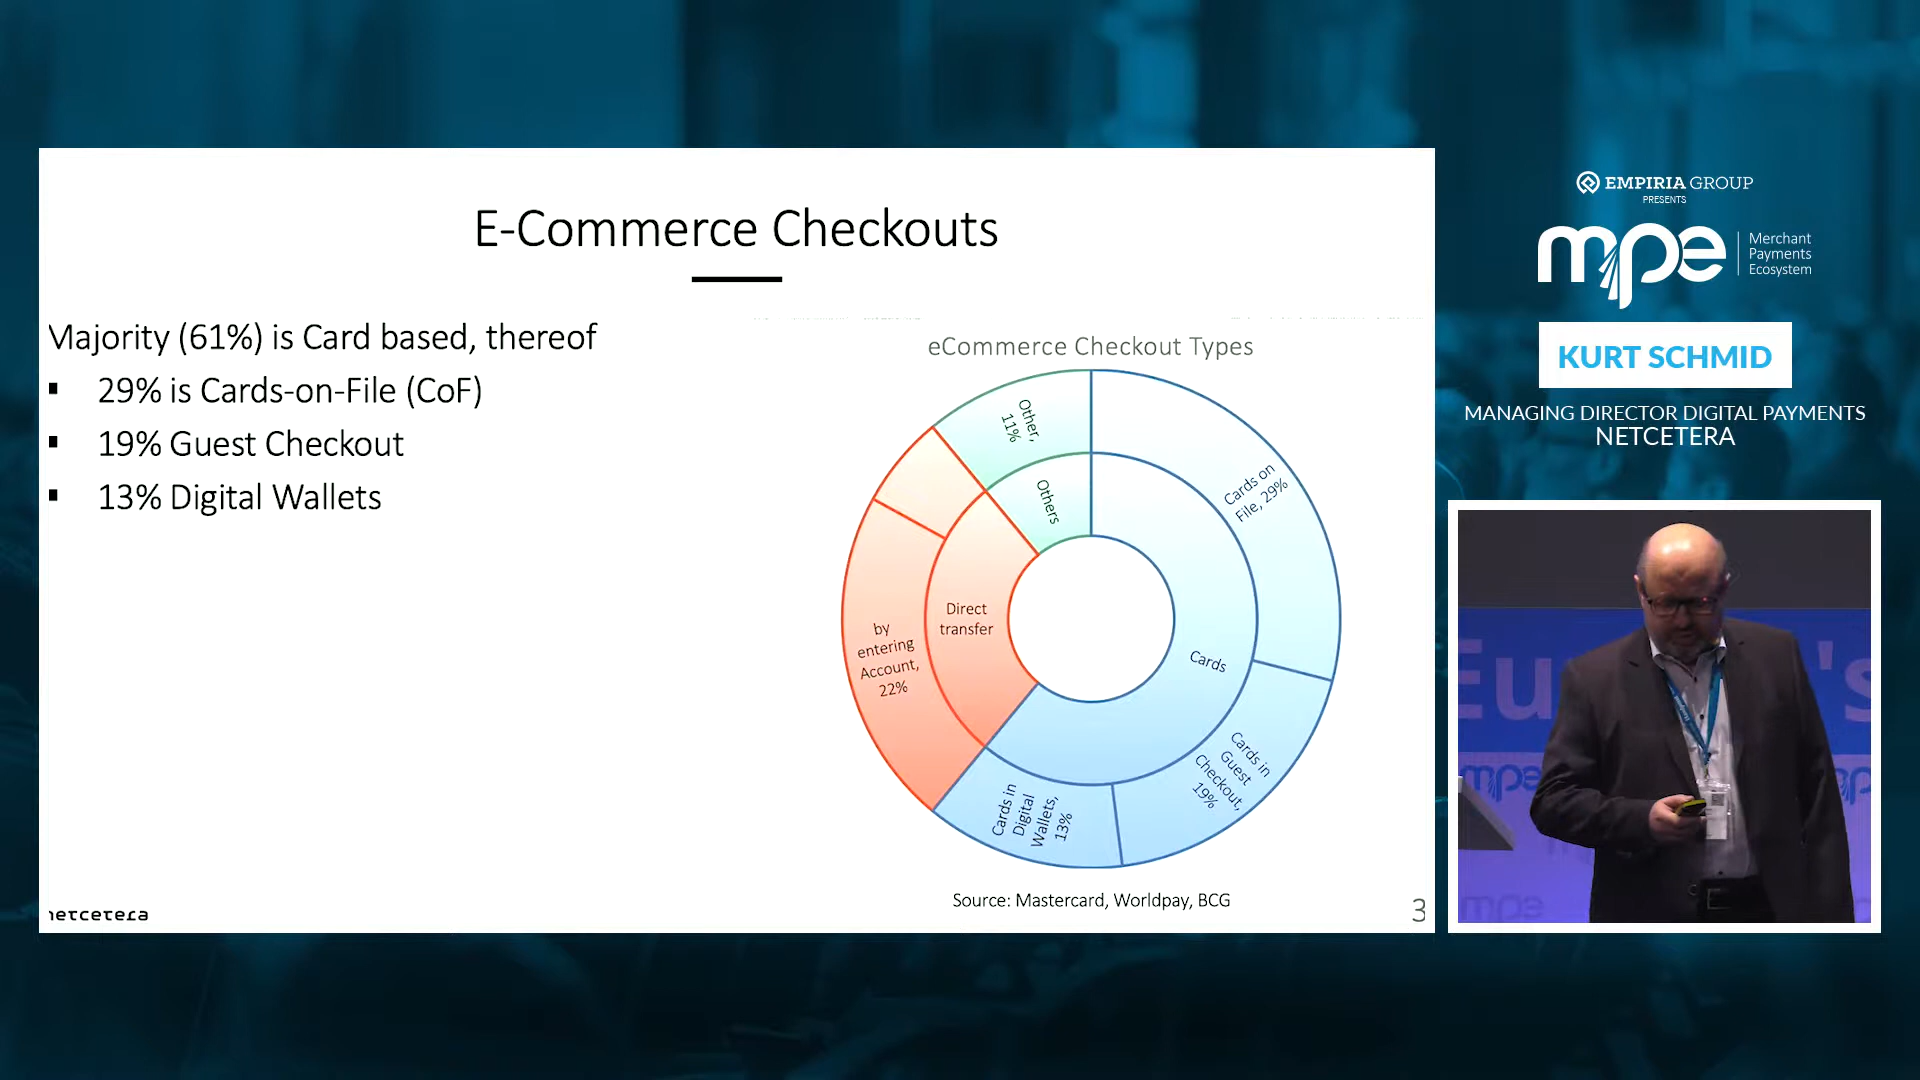 E-Commerce Checkouts
Majority (61%) is Card based, thereof
▪ 29% is Cards-on-File (CoF)
▪ 19% Guest Checkout
▪ 13% Digital Wallets
eCommerce Checkout Types
Other,
11%
Others
Cards on
File, 29%
Direct
transfer
by
entering
Account,
22%
Cards
Cards in
Guest
Checkout,
19%
Cards in
Digital
Wallets,
13%
Source: Mastercard, Worldpay, BCG
netcetera
3
EMPIRIA GROUP
PRESENTS
mpe
Merchant
Payments
Ecosystem
KURT SCHMID
MANAGING DIRECTOR DIGITAL PAYMENTS
NETCETERA
Eu
's
mpe
mpe